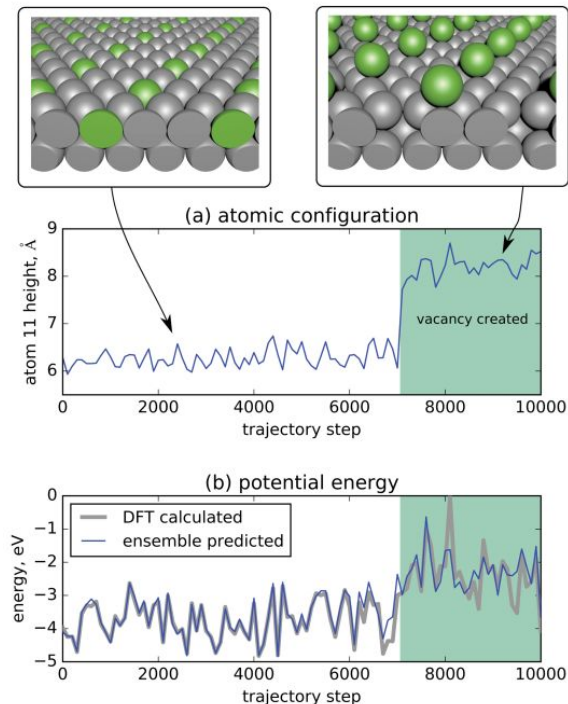 (a) atomic configuration
9
8
7
6
atom 11 height, Å
vacancy created
0 2000 4000 6000 8000 10000
trajectory step
(b) potential energy
0
−1
−2
−3
−4
−5
energy, eV
DFT calculated
ensemble predicted
0 2000 4000 6000 8000 10000
trajectory step